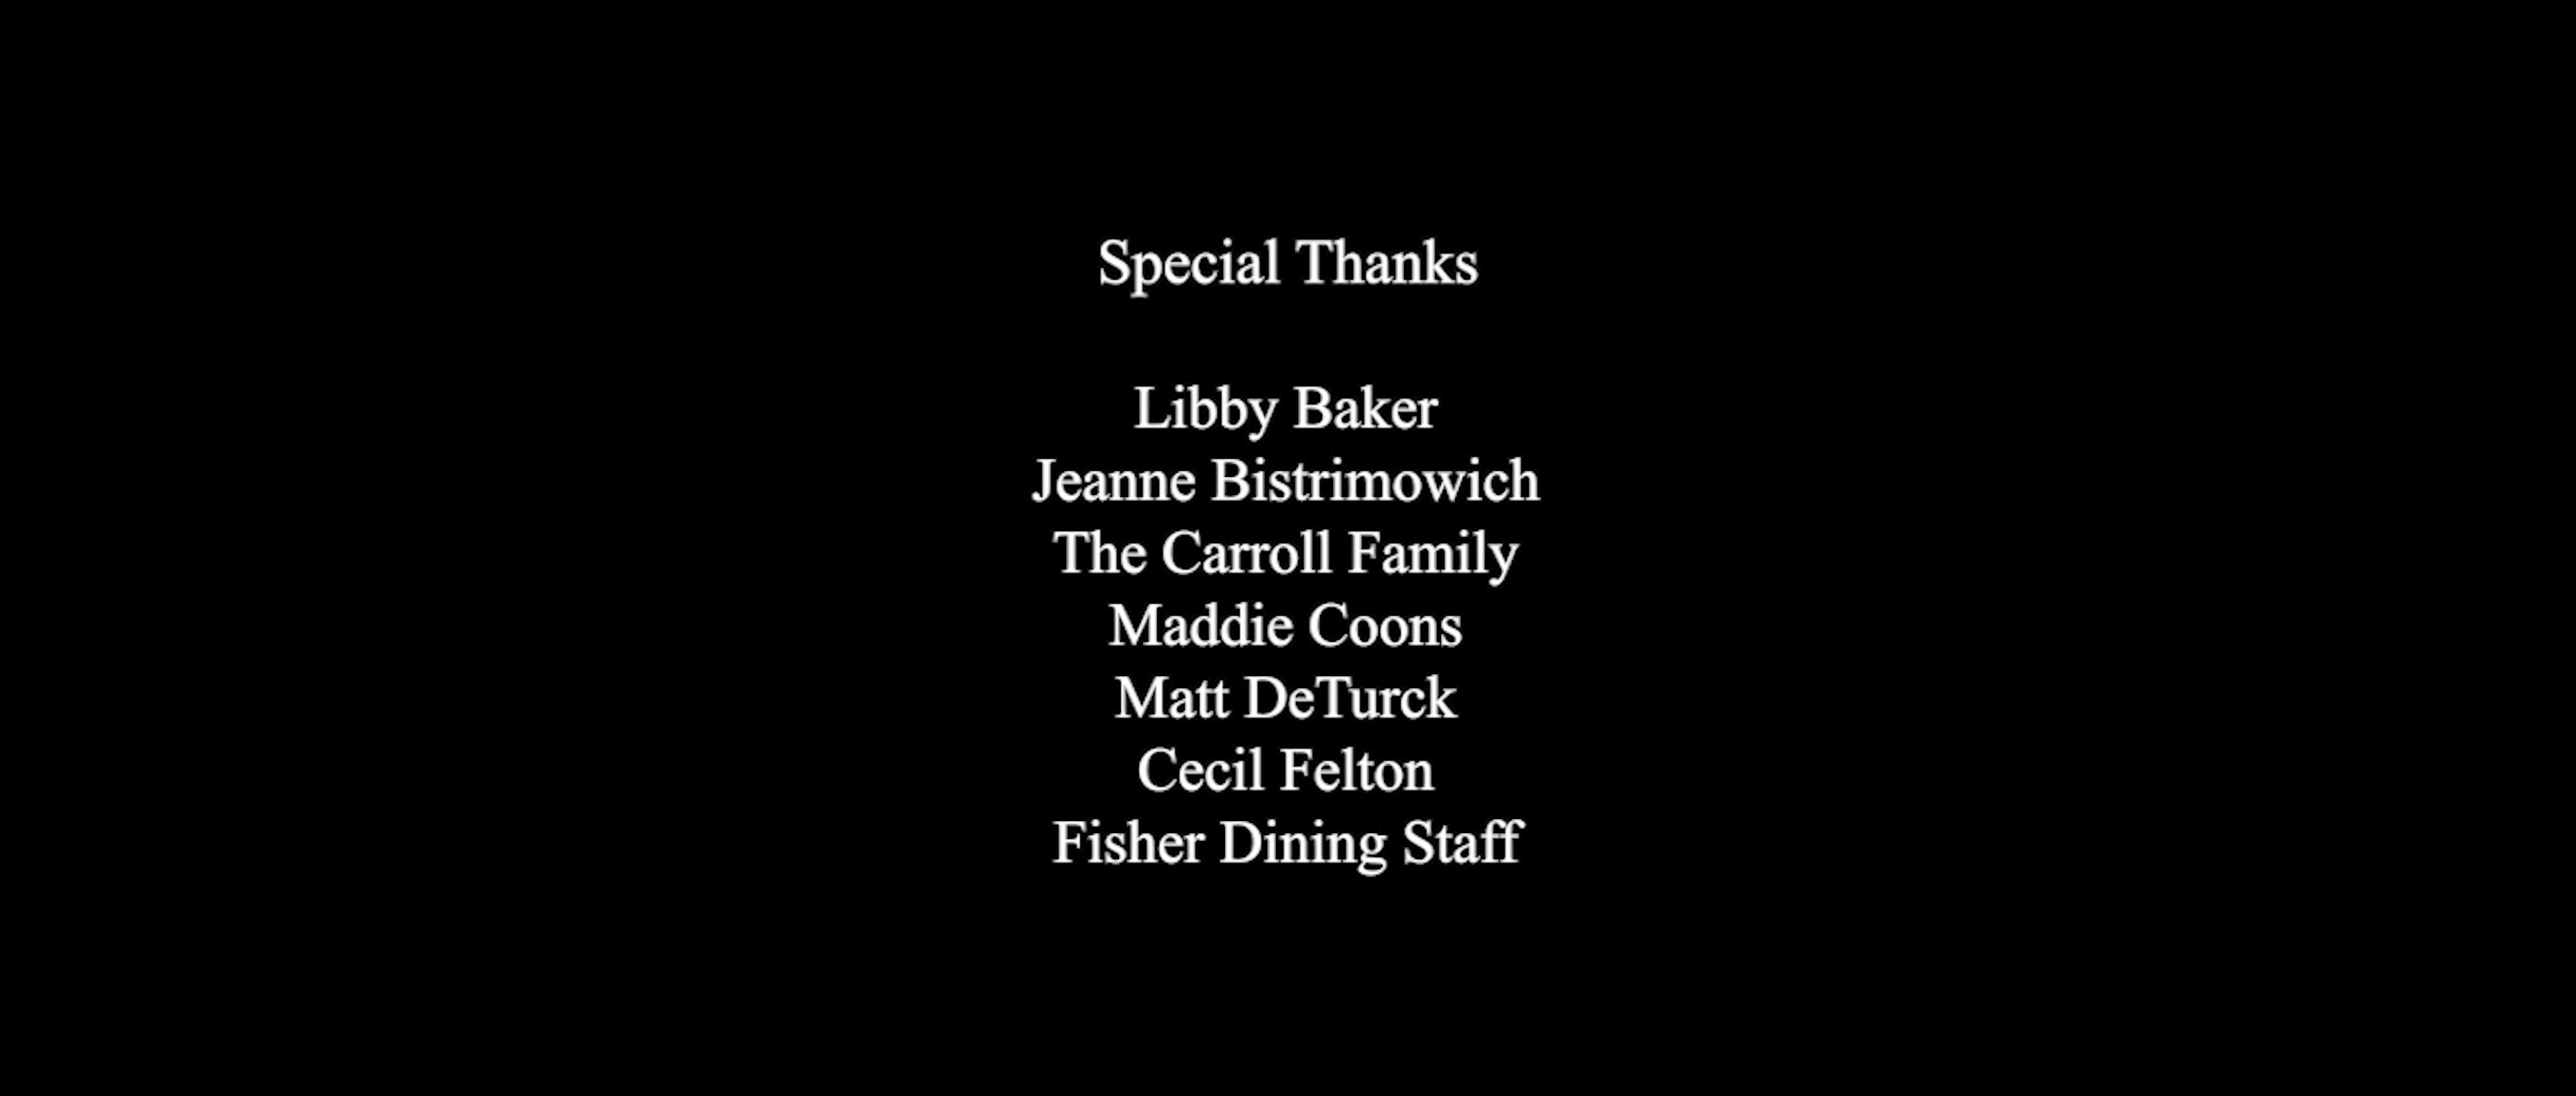 Special Thanks
Libby Baker
Jeanne Bistrimowich
The Carroll Family
Maddie Coons
Matt DeTurck
Cecil Felton
Fisher Dining Staff